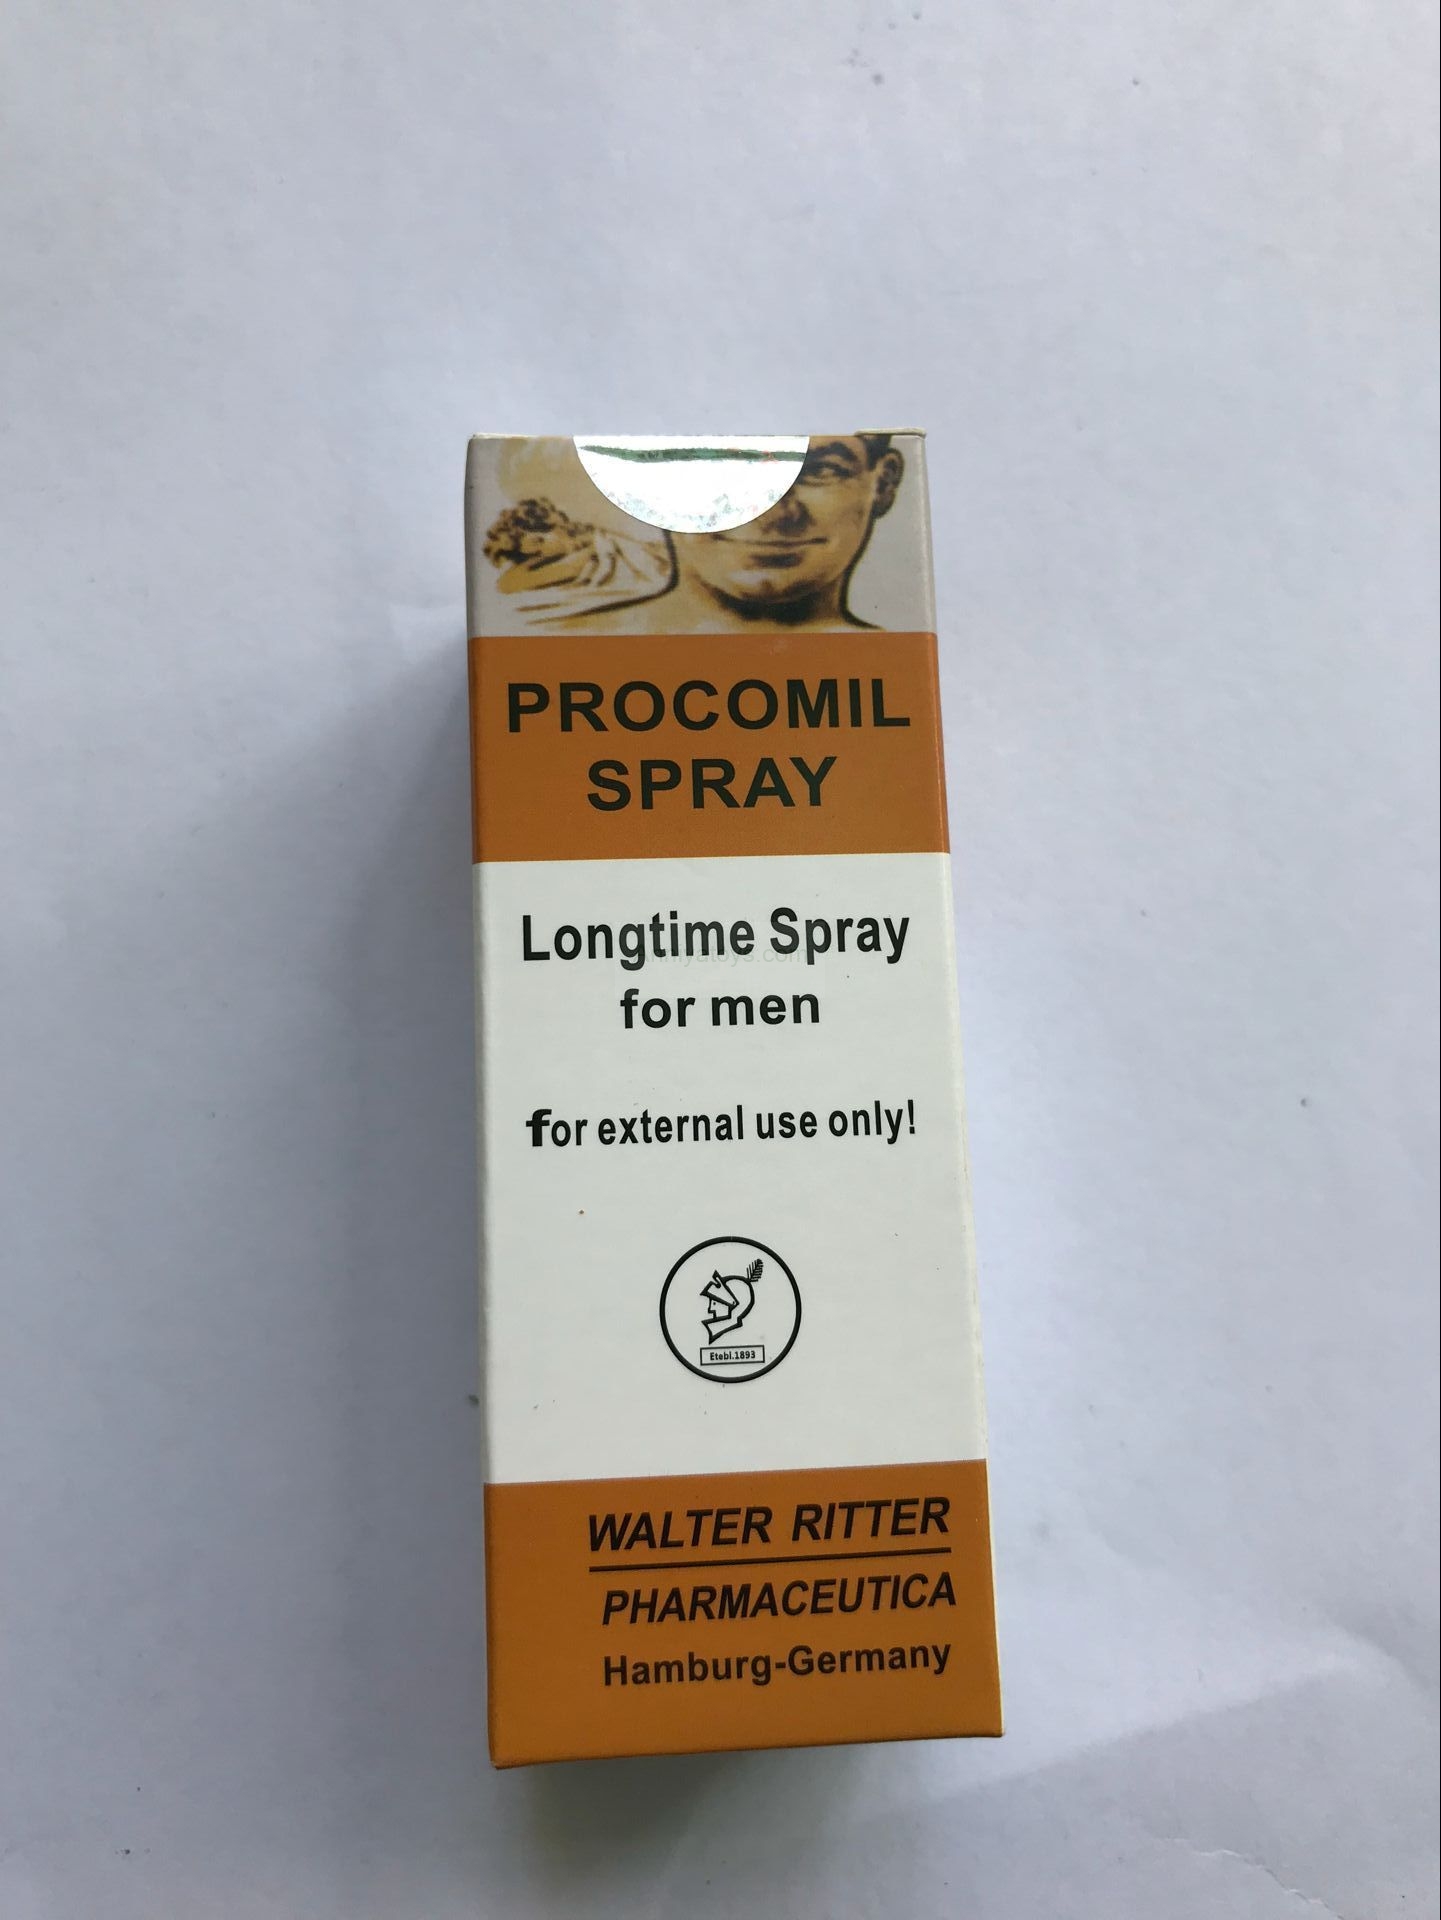 PROCOMIL
SPRAY
Longtime Spray
for men
for external use only!
Etebl.1893
WALTER RITTER
PHARMACEUTICA
Hamburg-Germany